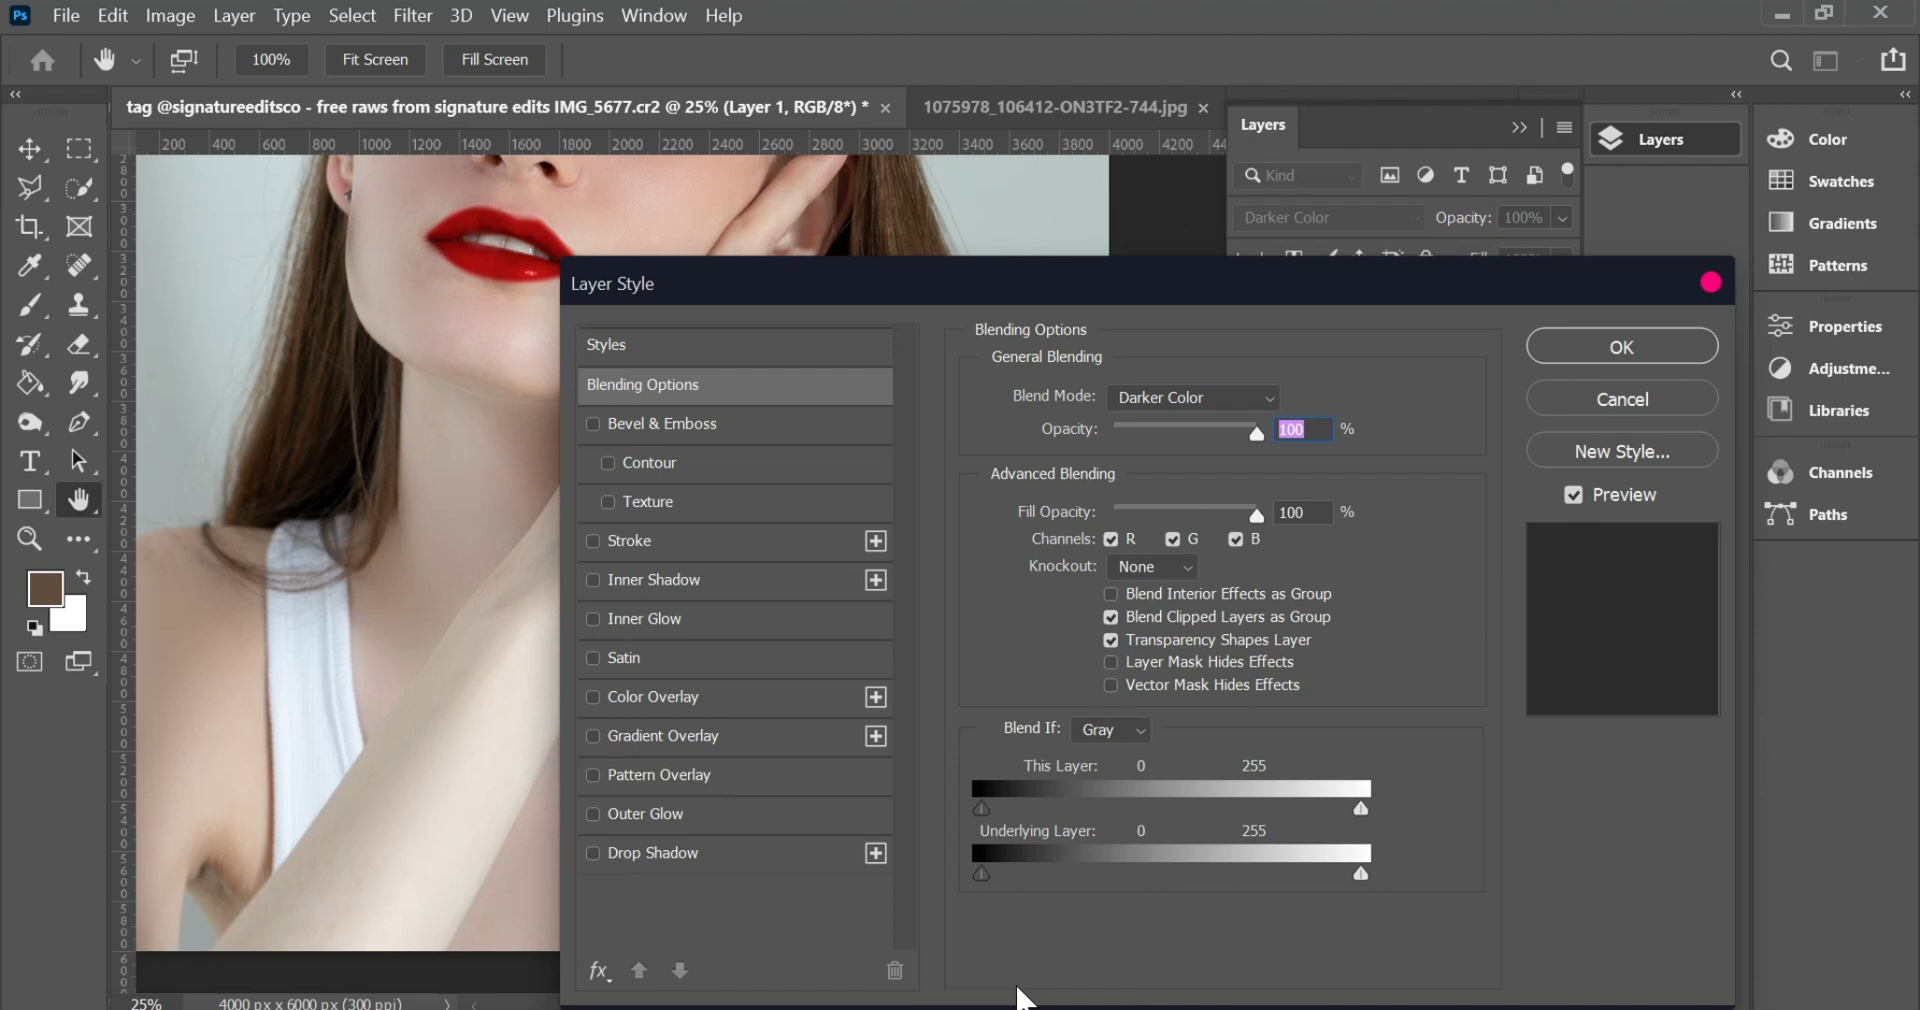 Ps File Edit Image Layer Type Select Filter 3D View Plugins Window Help
100% Fit Screen Fill Screen
tag @signatureeditsco - free raws from signature edits IMG_5677.cr2 @ 25% (Layer 1, RGB/8*) *
1075978_106412-ON3TF2-744.jpg
200 400 600 800 1000 1200 1400 1600 1800 2000 2200 2400 2600 2800 3000 3200 3400 3600 3800 4000 4200 44
Layers
Kind
Darker Color Opacity: 100%
Layers
Color
Swatches
Gradients
Patterns
Properties
Adjustme...
Libraries
Channels
Paths
Layer Style
Styles
Blending Options
Bevel & Emboss
Contour
Texture
Stroke
Inner Shadow
Inner Glow
Satin
Color Overlay
Gradient Overlay
Pattern Overlay
Outer Glow
Drop Shadow
fx
Blending Options
General Blending
Blend Mode: Darker Color
Opacity: 100 %
Advanced Blending
Fill Opacity: 100 %
Channels: R G B
Knockout: None
Blend Interior Effects as Group
Blend Clipped Layers as Group
Transparency Shapes Layer
Layer Mask Hides Effects
Vector Mask Hides Effects
Blend If: Gray
This Layer: 0 255
Underlying Layer: 0 255
OK
Cancel
New Style...
Preview
25% 4000 px x 6000 px (300 ppi)